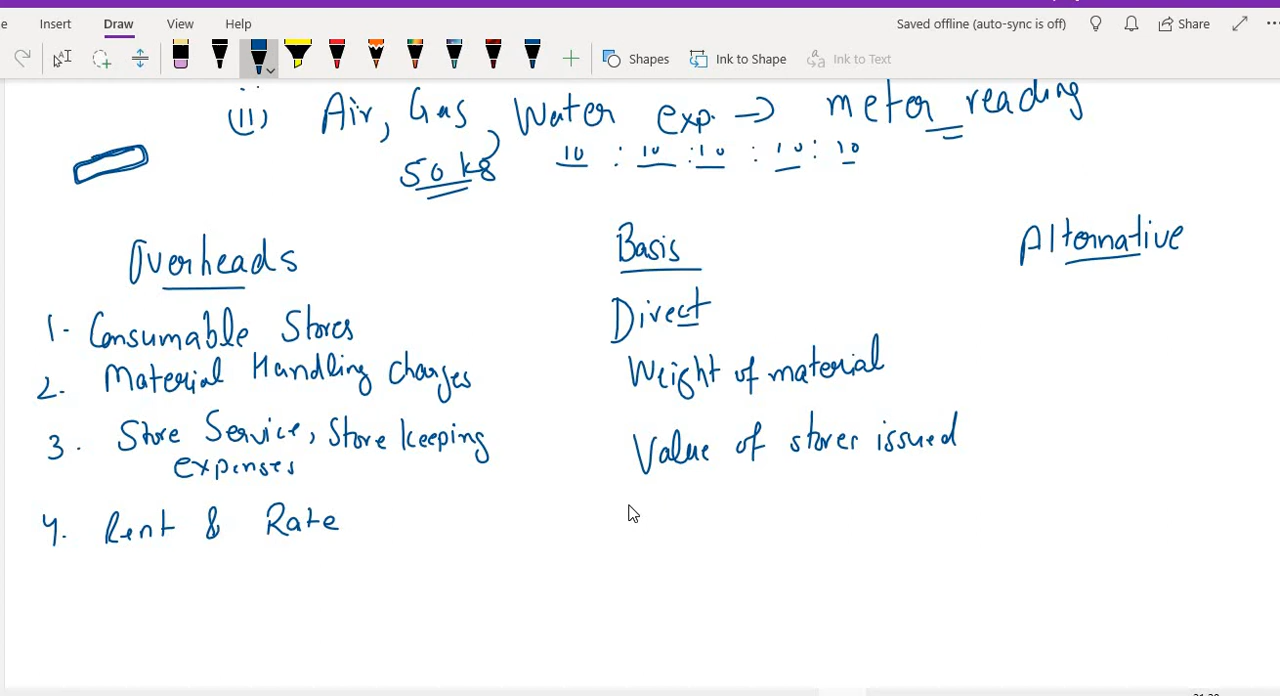 Insert Draw View Help Saved offline (auto-sync is off) Share
Shapes Ink to Shape Ink to Text
(ii) Air, Gas, Water exp. → meter reading
50 kg 10 : 10 : 10 : 10 : 10
Overheads Basis Alternative
1. Consumable Stores Direct
2. Material Handling Charges Weight of material
3. Store Service, Store keeping expenses Value of stores issued
4. Rent & Rate